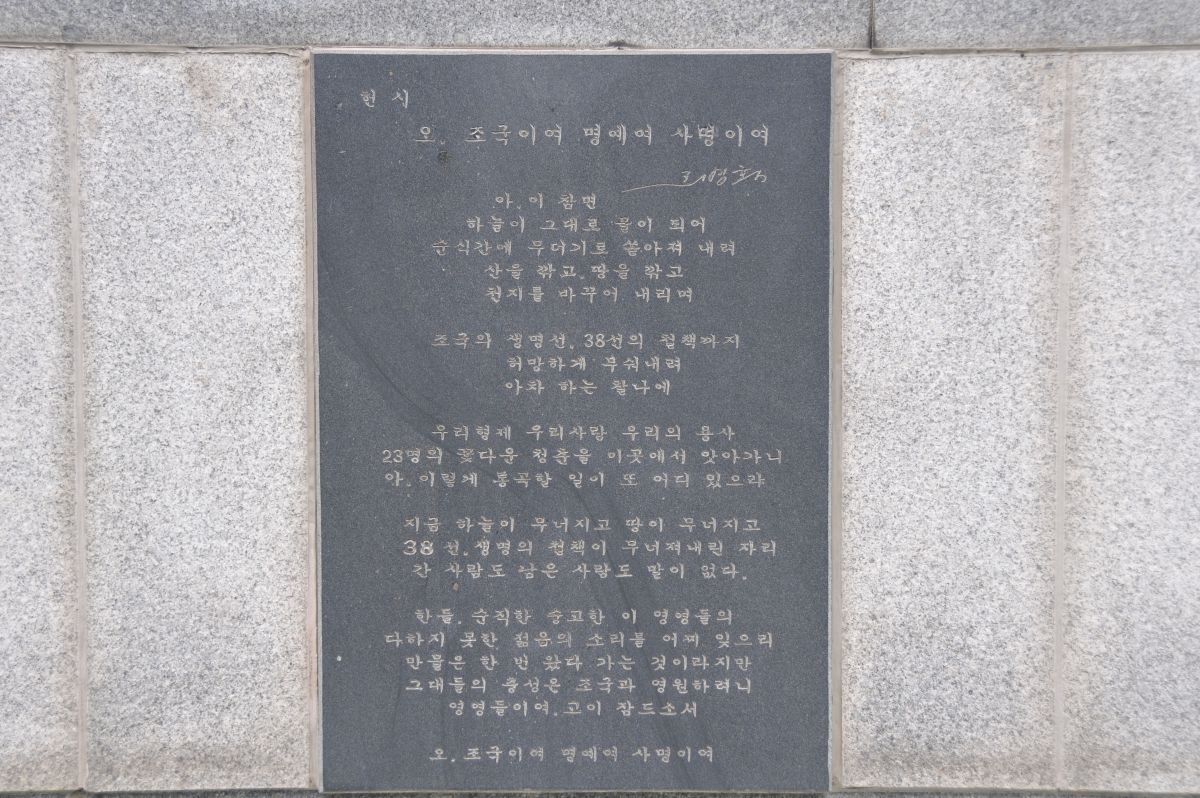 헌 시
오, 조국이여 명예여 사명이여
아, 이 참변
하늘이 그대로 물이 되어
순식간에 무더기로 쏟아져 내려
산을 깎고, 땅을 깎고
천지를 바꾸어 내리며
조국의 생명선, 38선의 철책까지
허망하게 부숴내려
아차 하는 찰나에
우리형제 우리사랑 우리의 용사
23명의 꽃다운 청춘을 이곳에서 앗아가니
아, 이렇게 통곡할 일이 또 어디 있으랴
지금 하늘이 무너지고 땅이 무너지고
38 선, 생명의 철책이 무너져내린 자리
간 사람도 남은 사람도 말이 없다.
한들, 순직한 숭고한 이 영령들의
다하지 못한 젊음의 소리를 어찌 잊으리
만물은 한 번 왔다 가는 것이라지만
그대들의 충성은 조국과 영원하려니
영령들이여, 고이 잠드소서
오, 조국이여 명예여 사명이여